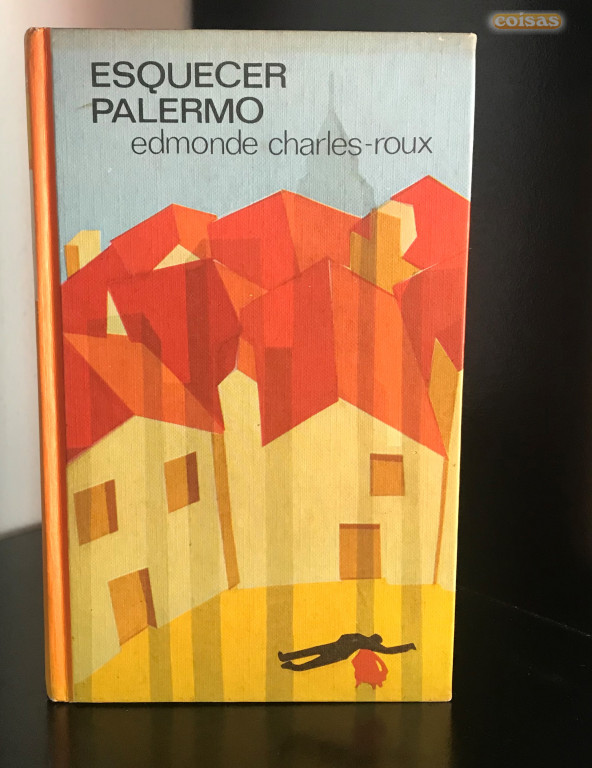 coisas
ESQUECER
PALERMO
edmonde charles-roux